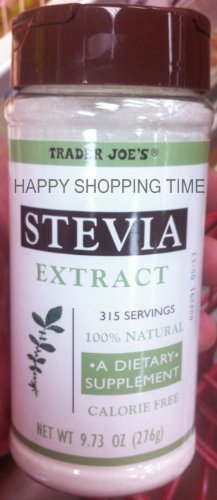 TRADER JOE'S®
HAPPY SHOPPING TIME
STEVIA
EXTRACT
315 SERVINGS
100% NATURAL
• A DIETARY •
SUPPLEMENT
CALORIE FREE
NET WT 9.73 OZ (276g)